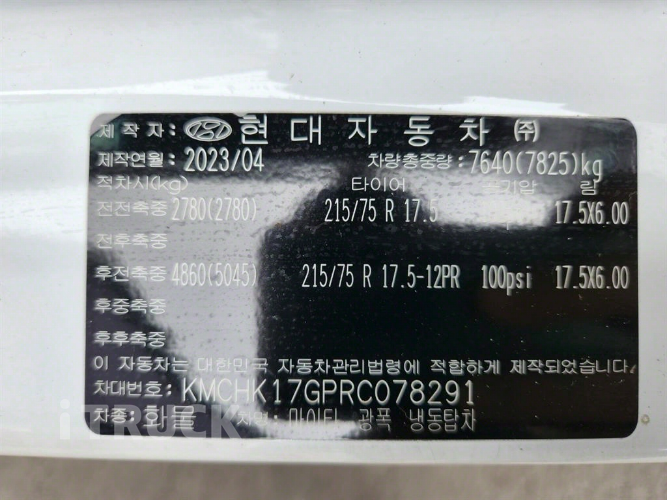 제작자: 현대자동차 ㈜
제작연월: 2023/04 차량총중량: 7640(7825)kg
적차시(kg) 타이어 림
전전축중 2780(2780) 215/75 R 17.5 17.5X6.00
전후축중
후전축중 4860(5045) 215/75 R 17.5-12PR 100psi 17.5X6.00
후중축중
후후축중
이 자동차는 대한민국 자동차관리법령에 적합하게 제작되었습니다.
차대번호: KMCHK17GPRC078291
차종: 화물 차명: 마이티 광폭 냉동탑차
iTRUCK